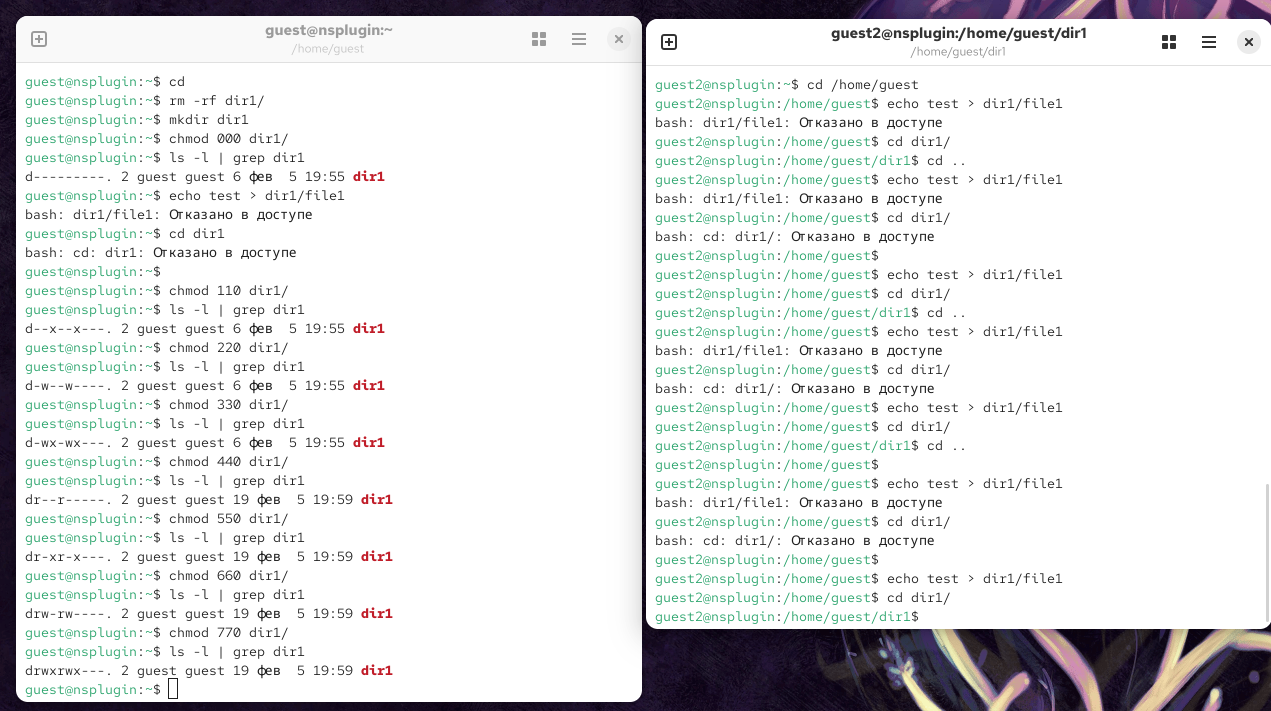 guest@nsplugin:~
/home/guest
guest@nsplugin:~$ cd
guest@nsplugin:~$ rm -rf dir1/
guest@nsplugin:~$ mkdir dir1
guest@nsplugin:~$ chmod 000 dir1/
guest@nsplugin:~$ ls -l | grep dir1
d---------. 2 guest guest 6 фев  5 19:55 dir1
guest@nsplugin:~$ echo test > dir1/file1
bash: dir1/file1: Отказано в доступе
guest@nsplugin:~$ cd dir1
bash: cd: dir1: Отказано в доступе
guest@nsplugin:~$
guest@nsplugin:~$ chmod 110 dir1/
guest@nsplugin:~$ ls -l | grep dir1
d--x--x---. 2 guest guest 6 фев  5 19:55 dir1
guest@nsplugin:~$ chmod 220 dir1/
guest@nsplugin:~$ ls -l | grep dir1
d-w--w----. 2 guest guest 6 фев  5 19:55 dir1
guest@nsplugin:~$ chmod 330 dir1/
guest@nsplugin:~$ ls -l | grep dir1
d-wx-wx---. 2 guest guest 6 фев  5 19:55 dir1
guest@nsplugin:~$ chmod 440 dir1/
guest@nsplugin:~$ ls -l | grep dir1
dr--r-----. 2 guest guest 19 фев  5 19:59 dir1
guest@nsplugin:~$ chmod 550 dir1/
guest@nsplugin:~$ ls -l | grep dir1
dr-xr-x---. 2 guest guest 19 фев  5 19:59 dir1
guest@nsplugin:~$ chmod 660 dir1/
guest@nsplugin:~$ ls -l | grep dir1
drw-rw----. 2 guest guest 19 фев  5 19:59 dir1
guest@nsplugin:~$ chmod 770 dir1/
guest@nsplugin:~$ ls -l | grep dir1
drwxrwx---. 2 guest guest 19 фев  5 19:59 dir1
guest@nsplugin:~$
guest2@nsplugin:/home/guest/dir1
/home/guest/dir1
guest2@nsplugin:~$ cd /home/guest
guest2@nsplugin:/home/guest$ echo test > dir1/file1
bash: dir1/file1: Отказано в доступе
guest2@nsplugin:/home/guest$ cd dir1/
guest2@nsplugin:/home/guest/dir1$ cd ..
guest2@nsplugin:/home/guest$ echo test > dir1/file1
bash: dir1/file1: Отказано в доступе
guest2@nsplugin:/home/guest$ cd dir1/
bash: cd: dir1/: Отказано в доступе
guest2@nsplugin:/home/guest$
guest2@nsplugin:/home/guest$ echo test > dir1/file1
guest2@nsplugin:/home/guest$ cd dir1/
guest2@nsplugin:/home/guest/dir1$ cd ..
guest2@nsplugin:/home/guest$ echo test > dir1/file1
bash: dir1/file1: Отказано в доступе
guest2@nsplugin:/home/guest$ cd dir1/
bash: cd: dir1/: Отказано в доступе
guest2@nsplugin:/home/guest$ echo test > dir1/file1
guest2@nsplugin:/home/guest$ cd dir1/
guest2@nsplugin:/home/guest/dir1$ cd ..
guest2@nsplugin:/home/guest$
guest2@nsplugin:/home/guest$ echo test > dir1/file1
bash: dir1/file1: Отказано в доступе
guest2@nsplugin:/home/guest$ cd dir1/
bash: cd: dir1/: Отказано в доступе
guest2@nsplugin:/home/guest$
guest2@nsplugin:/home/guest$ echo test > dir1/file1
guest2@nsplugin:/home/guest$ cd dir1/
guest2@nsplugin:/home/guest/dir1$